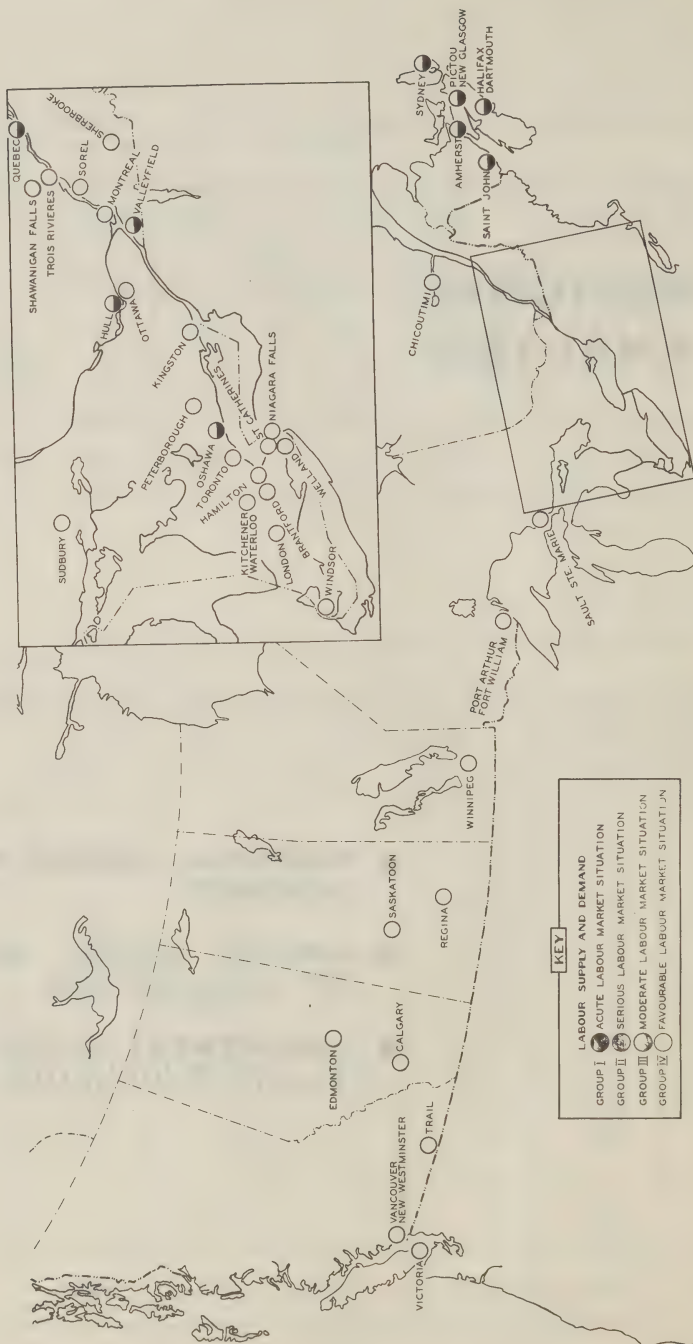 QUEBEC
SHAWANIGAN FALLS
TROIS RIVIERES
SOREL
SHERBROOKE
MONTREAL
VALLEYFIELD
HULL
OTTAWA
KINGSTON
PETERBOROUGH
OSHAWA
TORONTO
HAMILTON
ST CATHERINES
NIAGARA FALLS
WELLAND
KITCHENER
WATERLOO
BRANTFORD
LONDON
WINDSOR
SUDBURY
SYDNEY
PICTOU
NEW GLASGOW
HALIFAX
DARTMOUTH
AMHERST
SAINT JOHN
CHICOUTIMI
SAULT STE. MARIE
PORT ARTHUR
FORT WILLIAM
WINNIPEG
SASKATOON
REGINA
EDMONTON
CALGARY
TRAIL
VANCOUVER
NEW WESTMINSTER
VICTORIA
KEY
LABOUR SUPPLY AND DEMAND
GROUP I ACUTE LABOUR MARKET SITUATION
GROUP II SERIOUS LABOUR MARKET SITUATION
GROUP III MODERATE LABOUR MARKET SITUATION
GROUP IV FAVOURABLE LABOUR MARKET SITUATION